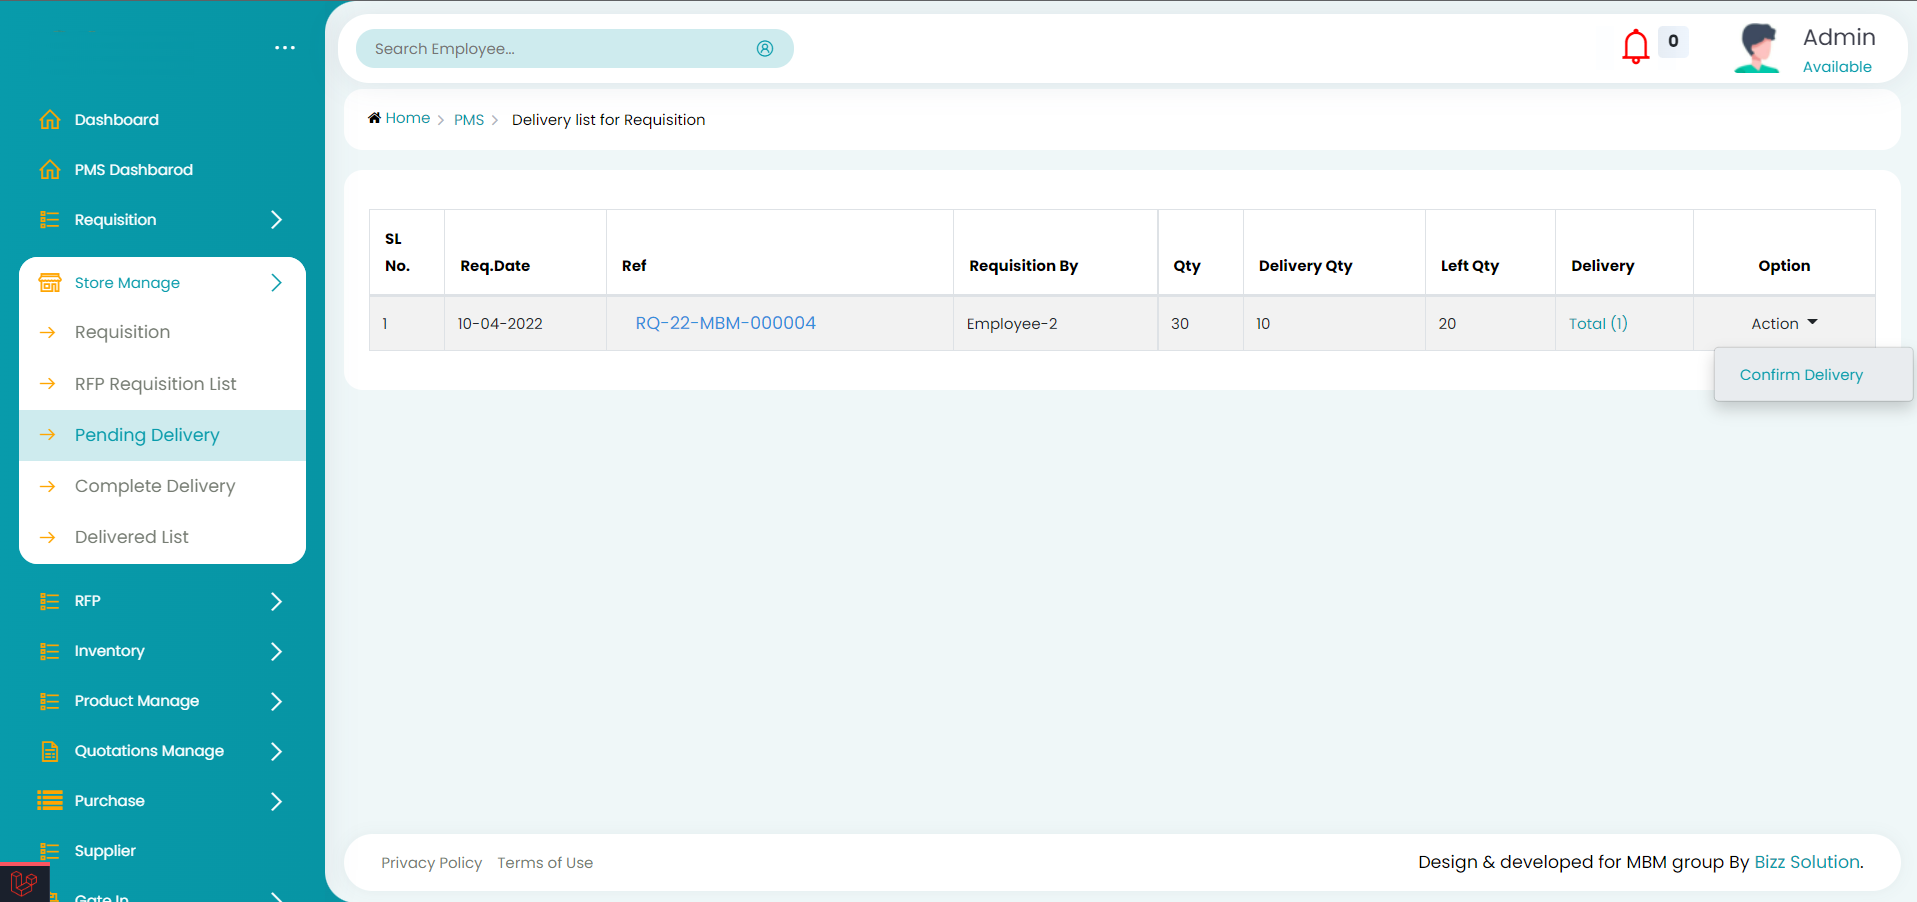 Search Employee...
0
Admin
Available
Dashboard
PMS Dashbarod
Requisition
Store Manage
Requisition
RFP Requisition List
Pending Delivery
Complete Delivery
Delivered List
RFP
Inventory
Product Manage
Quotations Manage
Purchase
Supplier
Gate In
Home > PMS > Delivery list for Requisition
SL No. Req.Date Ref Requisition By Qty Delivery Qty Left Qty Delivery Option
1 10-04-2022 RQ-22-MBM-000004 Employee-2 30 10 20 Total (1) Action
Confirm Delivery
Privacy Policy Terms of Use
Design & developed for MBM group By Bizz Solution.